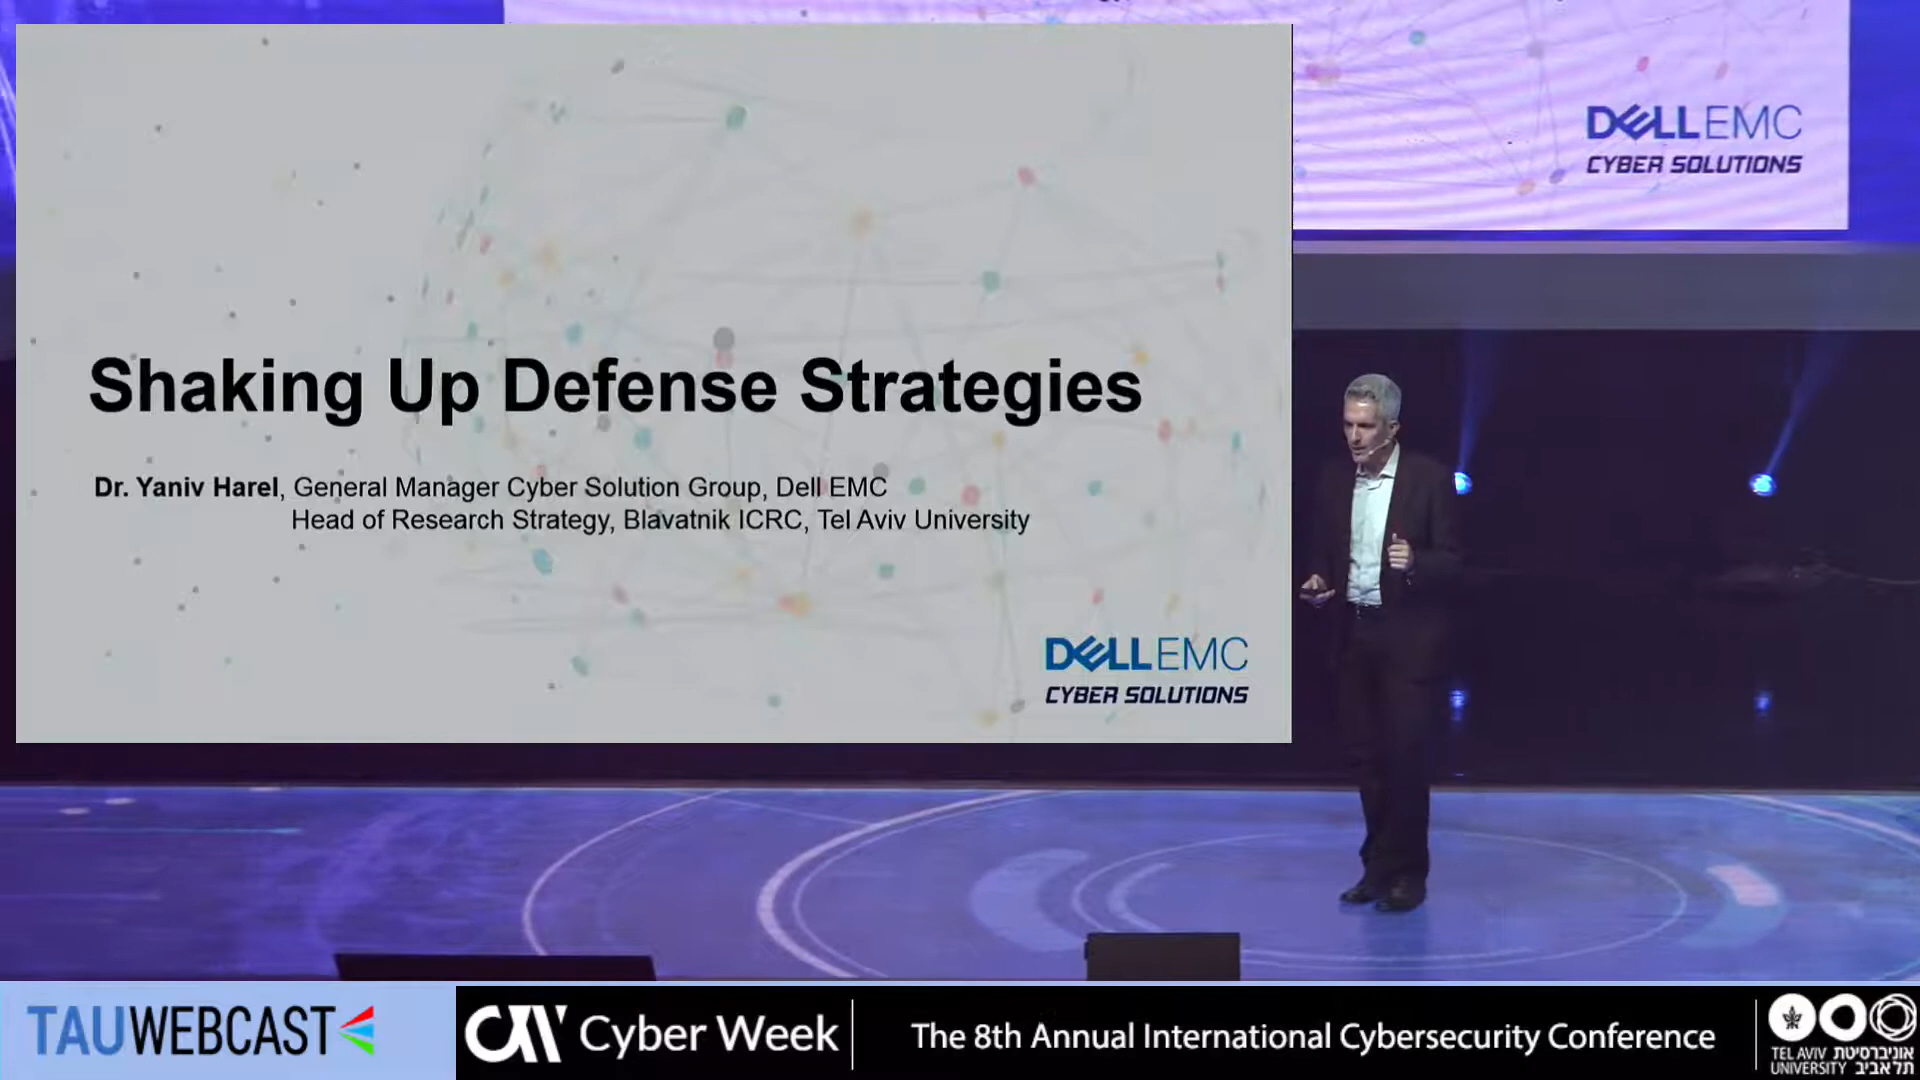 DELLEMC
CYBER SOLUTIONS
Shaking Up Defense Strategies
Dr. Yaniv Harel, General Manager Cyber Solution Group, Dell EMC
Head of Research Strategy, Blavatnik ICRC, Tel Aviv University
DELLEMC
CYBER SOLUTIONS
TAUWEBCAST
Cyber Week
The 8th Annual International Cybersecurity Conference
TEL AVIV אוניברסיטת
UNIVERSITY תל אביב